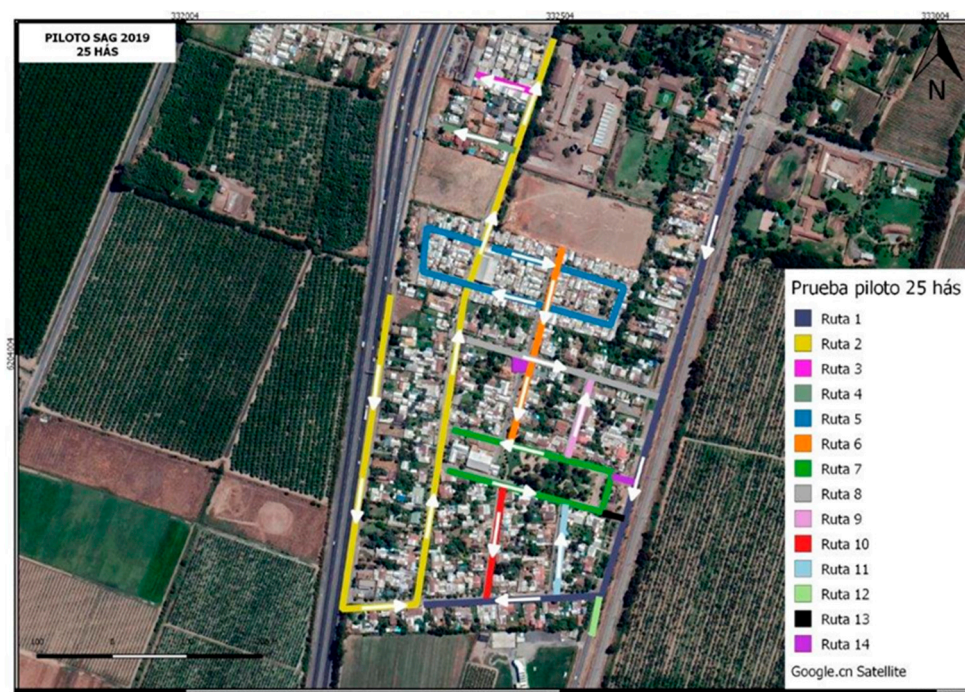 332004
332504
333004
PILOTO SAG 2019
25 HÁS
N
6204004
Prueba piloto 25 hás
Ruta 1
Ruta 2
Ruta 3
Ruta 4
Ruta 5
Ruta 6
Ruta 7
Ruta 8
Ruta 9
Ruta 10
Ruta 11
Ruta 12
Ruta 13
Ruta 14
Google.cn Satellite
100